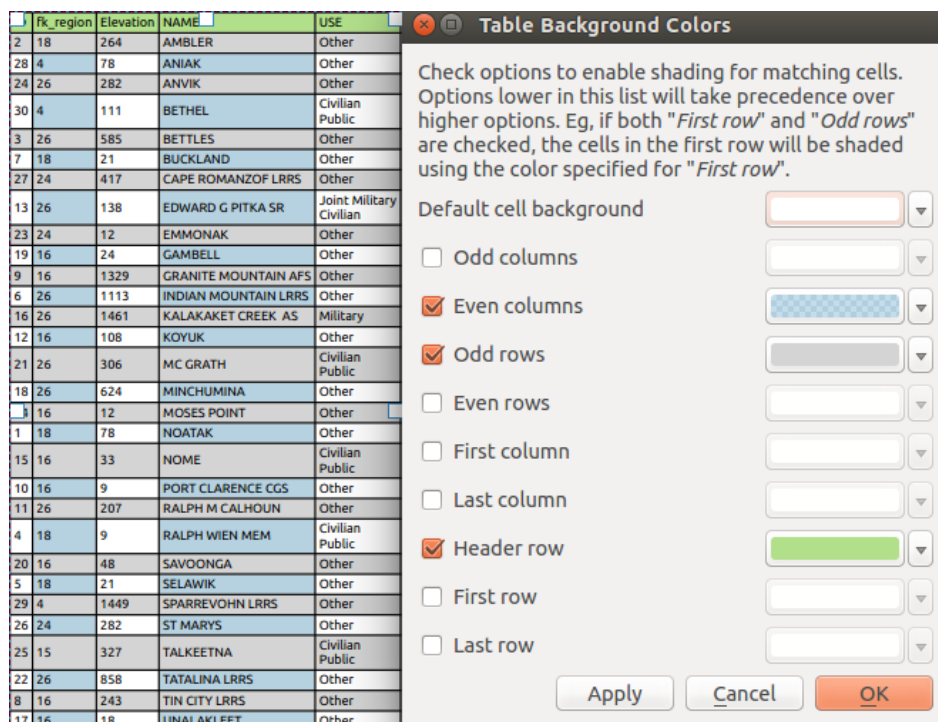 fk_region Elevation NAME USE
2 18 264 AMBLER Other
28 4 78 ANIAK Other
24 26 282 ANVIK Other
30 4 111 BETHEL Civilian Public
3 26 585 BETTLES Other
7 18 21 BUCKLAND Other
27 24 417 CAPE ROMANZOF LRRS Other
13 26 138 EDWARD G PITKA SR Joint Military Civilian
23 24 12 EMMONAK Other
19 16 24 GAMBELL Other
9 16 1329 GRANITE MOUNTAIN AFS Other
6 26 1113 INDIAN MOUNTAIN LRRS Other
16 26 1461 KALAKAKET CREEK AS Military
12 16 108 KOYUK Other
21 26 306 MC GRATH Civilian Public
18 26 624 MINCHUMINA Other
16 12 MOSES POINT Other
1 18 78 NOATAK Other
15 16 33 NOME Civilian Public
10 16 9 PORT CLARENCE CGS Other
11 26 207 RALPH M CALHOUN Other
4 18 9 RALPH WIEN MEM Civilian Public
20 16 48 SAVOONGA Other
5 18 21 SELAWIK Other
29 4 1449 SPARREVOHN LRRS Other
26 24 282 ST MARYS Other
25 15 327 TALKEETNA Civilian Public
22 26 858 TATALINA LRRS Other
8 16 243 TIN CITY LRRS Other
17 16 18 UNALAKLEET Other
Table Background Colors
Check options to enable shading for matching cells.
Options lower in this list will take precedence over
higher options. Eg, if both "First row" and "Odd rows"
are checked, the cells in the first row will be shaded
using the color specified for "First row".
Default cell background
Odd columns
Even columns
Odd rows
Even rows
First column
Last column
Header row
First row
Last row
Apply Cancel OK